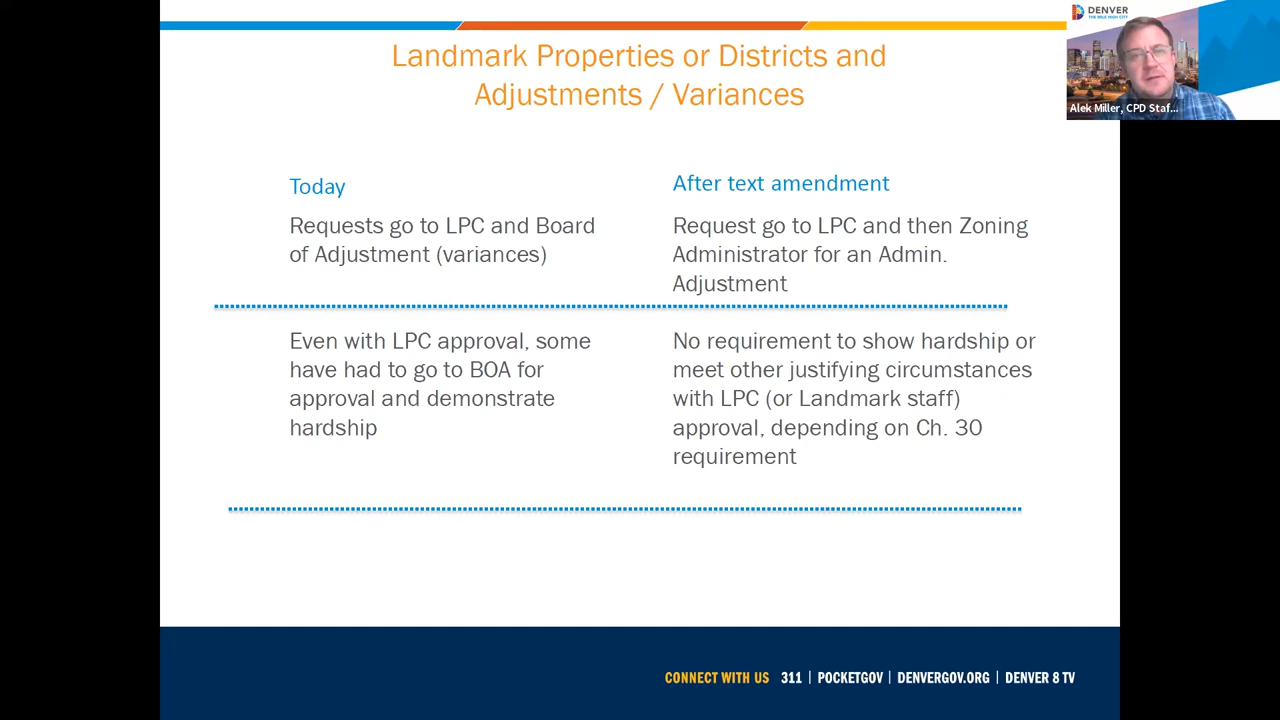 Landmark Properties or Districts and
Adjustments / Variances
DENVER
THE MILE HIGH CITY
Alek Miller, CPD Staf...
Today
Requests go to LPC and Board
of Adjustment (variances)
After text amendment
Request go to LPC and then Zoning
Administrator for an Admin.
Adjustment
Even with LPC approval, some
have had to go to BOA for
approval and demonstrate
hardship
No requirement to show hardship or
meet other justifying circumstances
with LPC (or Landmark staff)
approval, depending on Ch. 30
requirement
CONNECT WITH US 311 | POCKETGOV | DENVERGOV.ORG | DENVER 8 TV